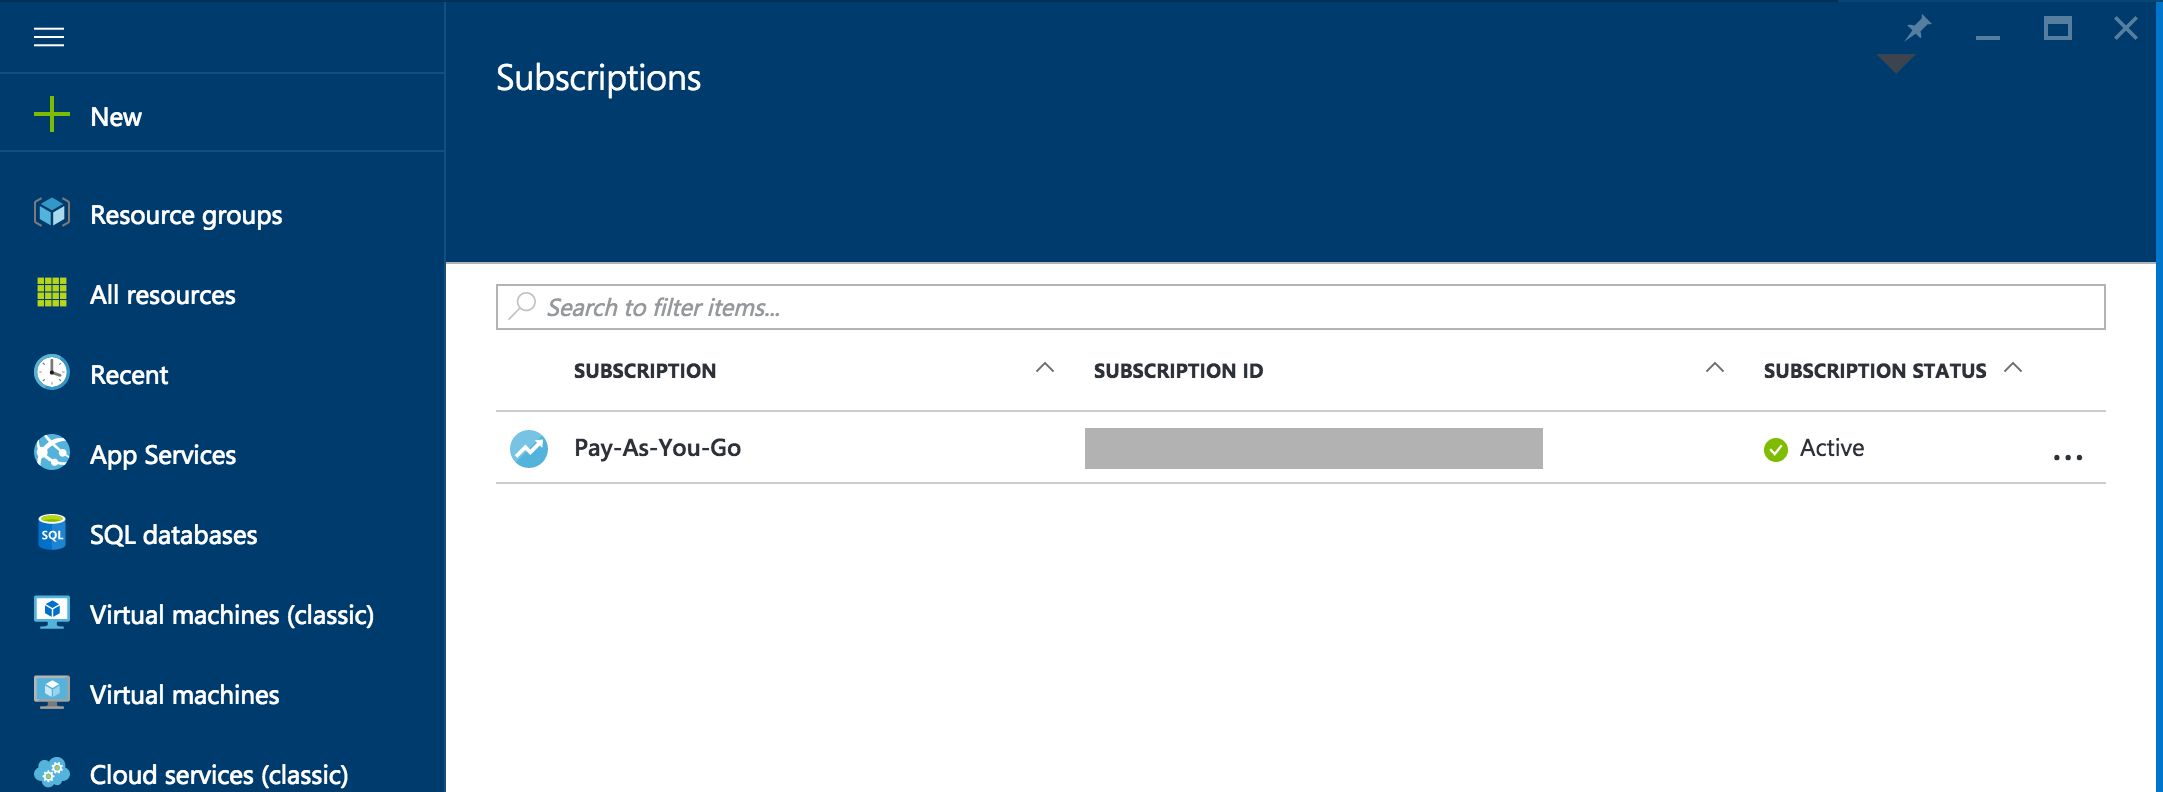 Subscriptions
New
Resource groups
All resources
Recent
App Services
SQL
SQL databases
Virtual machines (classic)
Virtual machines
Cloud services (classic)
Search to filter items...
SUBSCRIPTION SUBSCRIPTION ID SUBSCRIPTION STATUS
Pay-As-You-Go Active ...